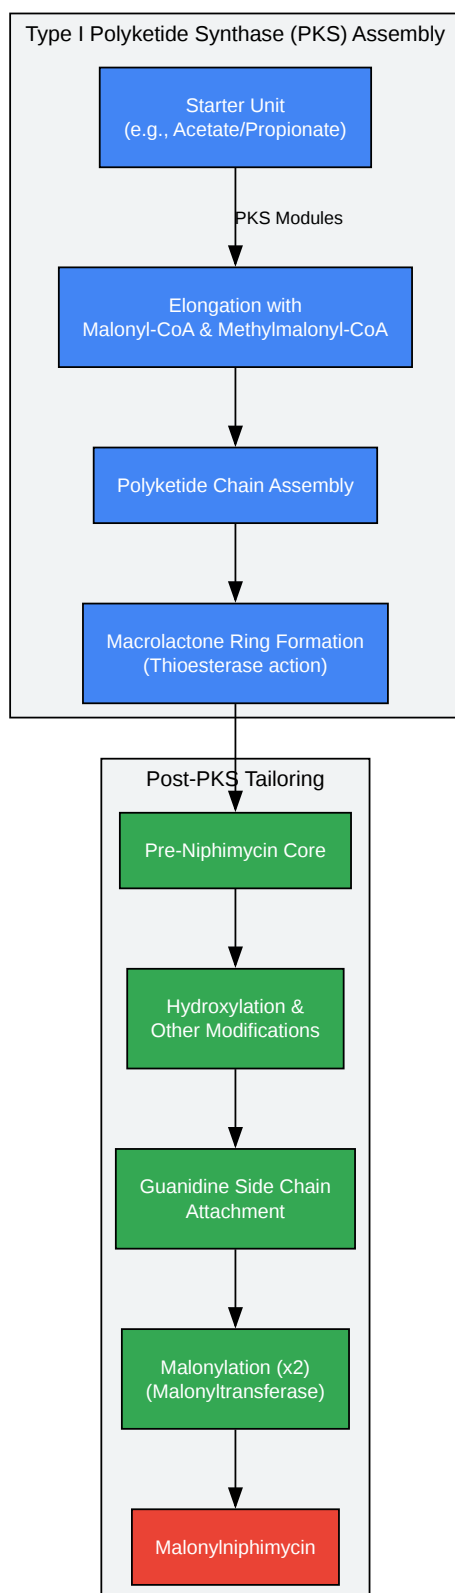 Type I Polyketide Synthase (PKS) Assembly
Starter Unit
(e.g., Acetate/Propionate)
PKS Modules
Elongation with
Malonyl-CoA & Methylmalonyl-CoA
Polyketide Chain Assembly
Macrolactone Ring Formation
(Thioesterase action)
Post-PKS Tailoring
Pre-Niphimycin Core
Hydroxylation &
Other Modifications
Guanidine Side Chain
Attachment
Malonylation (x2)
(Malonyltransferase)
Malonylniphimycin